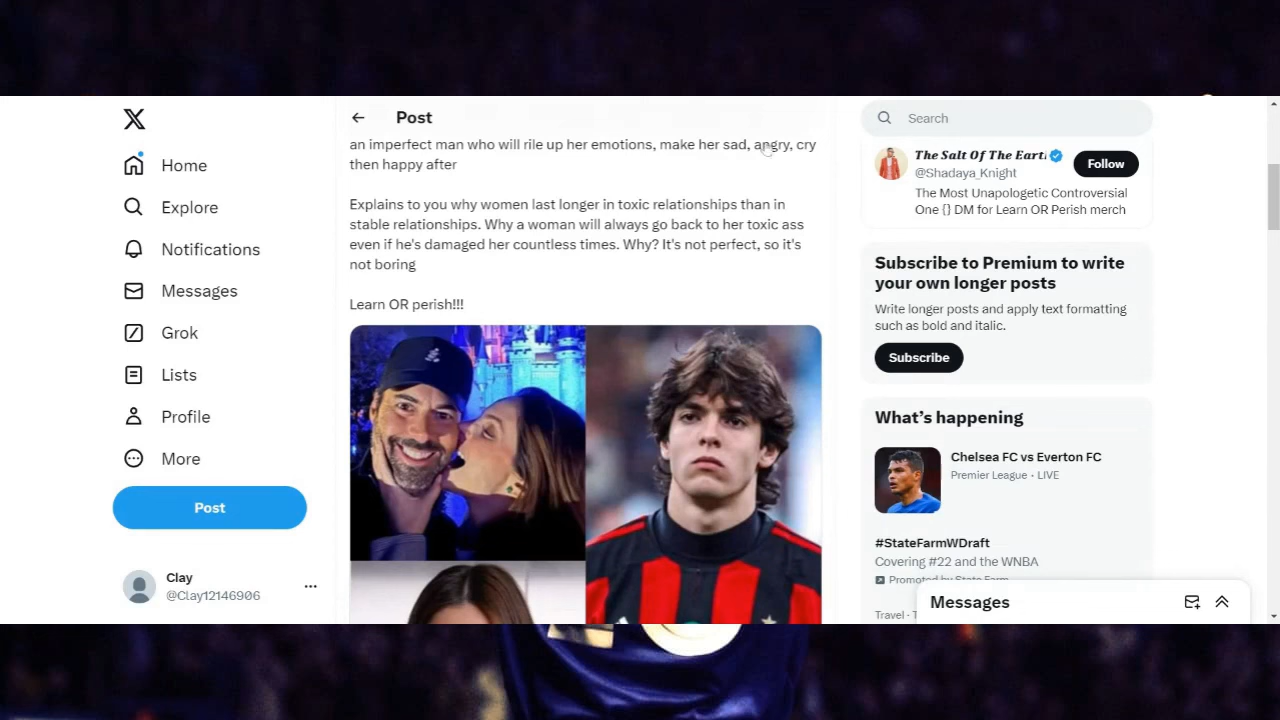 Post
an imperfect man who will rile up her emotions, make her sad, angry, cry
then happy after
Explains to you why women last longer in toxic relationships than in
stable relationships. Why a woman will always go back to her toxic ass
even if he's damaged her countless times. Why? It's not perfect, so it's
not boring
Learn OR perish!!!
Home
Explore
Notifications
Messages
Grok
Lists
Profile
More
Post
Clay
@Clay12146906
Search
The Salt Of The Eart
@Shadaya_Knight
Follow
The Most Unapologetic Controversial
One {} DM for Learn OR Perish merch
Subscribe to Premium to write
your own longer posts
Write longer posts and apply text formatting
such as bold and italic.
Subscribe
What's happening
Chelsea FC vs Everton FC
Premier League · LIVE
#StateFarmWDraft
Covering #22 and the WNBA
Promoted by State Farm
Travel ·
Messages